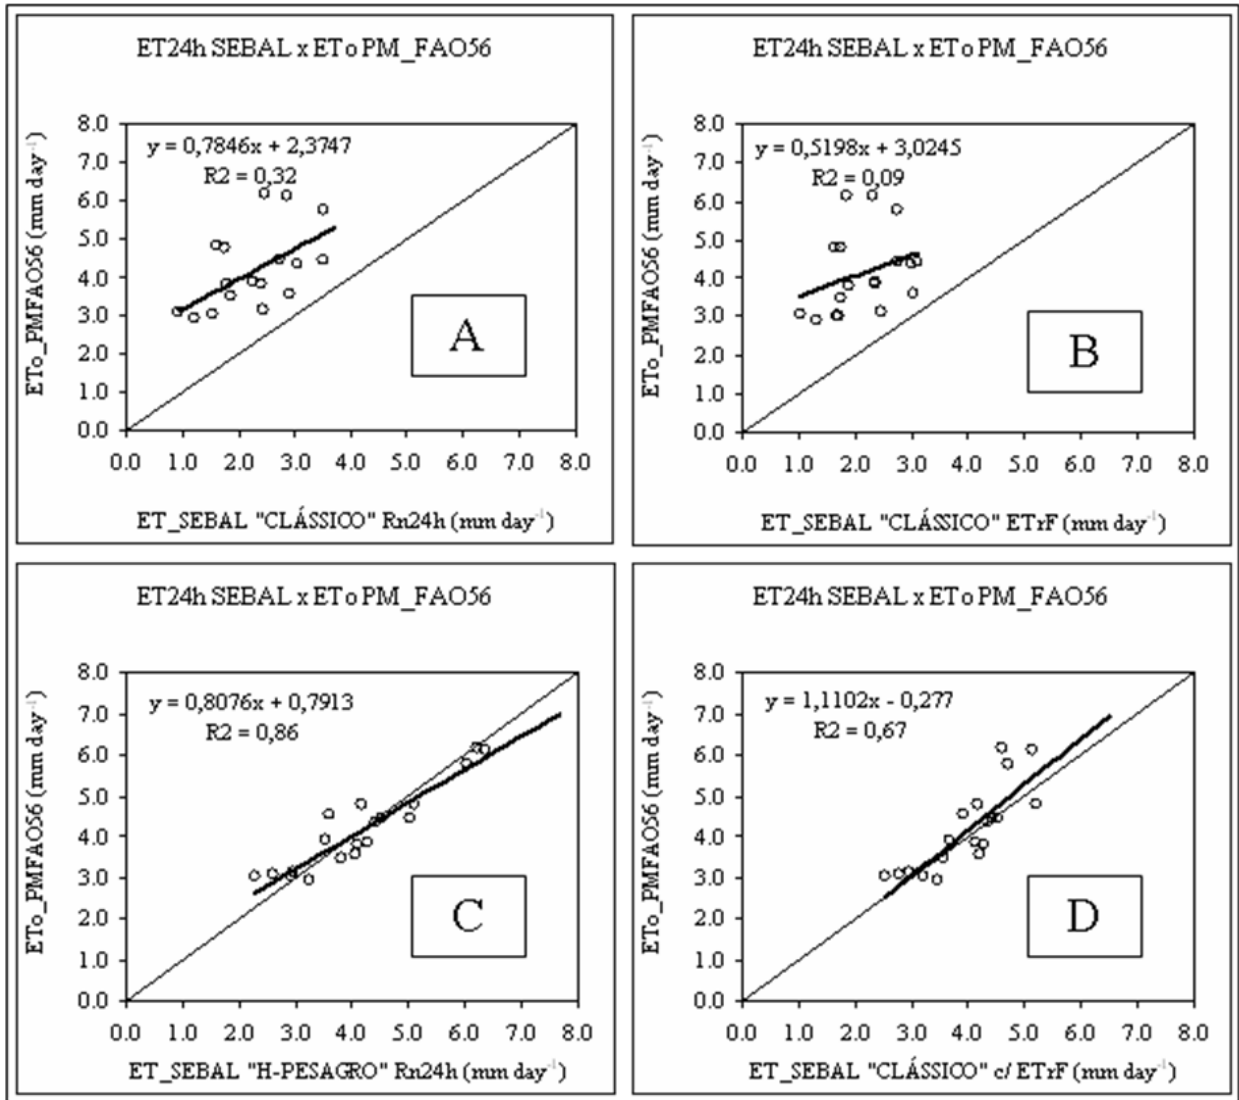 ET24h SEBAL x ETo PM_FAO56
ETo_PMFAO56 (mm day⁻¹)
8.0
7.0
6.0
5.0
4.0
3.0
2.0
1.0
0.0
y = 0,7846x + 2,3747
R2 = 0,32
A
0.0 1.0 2.0 3.0 4.0 5.0 6.0 7.0 8.0
ET_SEBAL "CLÁSSICO" Rn24h (mm day⁻¹)
ET24h SEBAL x ETo PM_FAO56
ETo_PMFAO56 (mm day⁻¹)
8.0
7.0
6.0
5.0
4.0
3.0
2.0
1.0
0.0
y = 0,5198x + 3,0245
R2 = 0,09
B
0.0 1.0 2.0 3.0 4.0 5.0 6.0 7.0 8.0
ET_SEBAL "CLÁSSICO" ETrF (mm day⁻¹)
ET24h SEBAL x ETo PM_FAO56
ETo_PMFAO56 (mm day⁻¹)
8.0
7.0
6.0
5.0
4.0
3.0
2.0
1.0
0.0
y = 0,8076x + 0,7913
R2 = 0,86
C
0.0 1.0 2.0 3.0 4.0 5.0 6.0 7.0 8.0
ET_SEBAL "H-PESAGRO" Rn24h (mm day⁻¹)
ET24h SEBAL x ETo PM_FAO56
ETo_PMFAO56 (mm day⁻¹)
8.0
7.0
6.0
5.0
4.0
3.0
2.0
1.0
0.0
y = 1,1102x - 0,277
R2 = 0,67
D
0.0 1.0 2.0 3.0 4.0 5.0 6.0 7.0 8.0
ET_SEBAL "CLÁSSICO" c/ ETrF (mm day⁻¹)